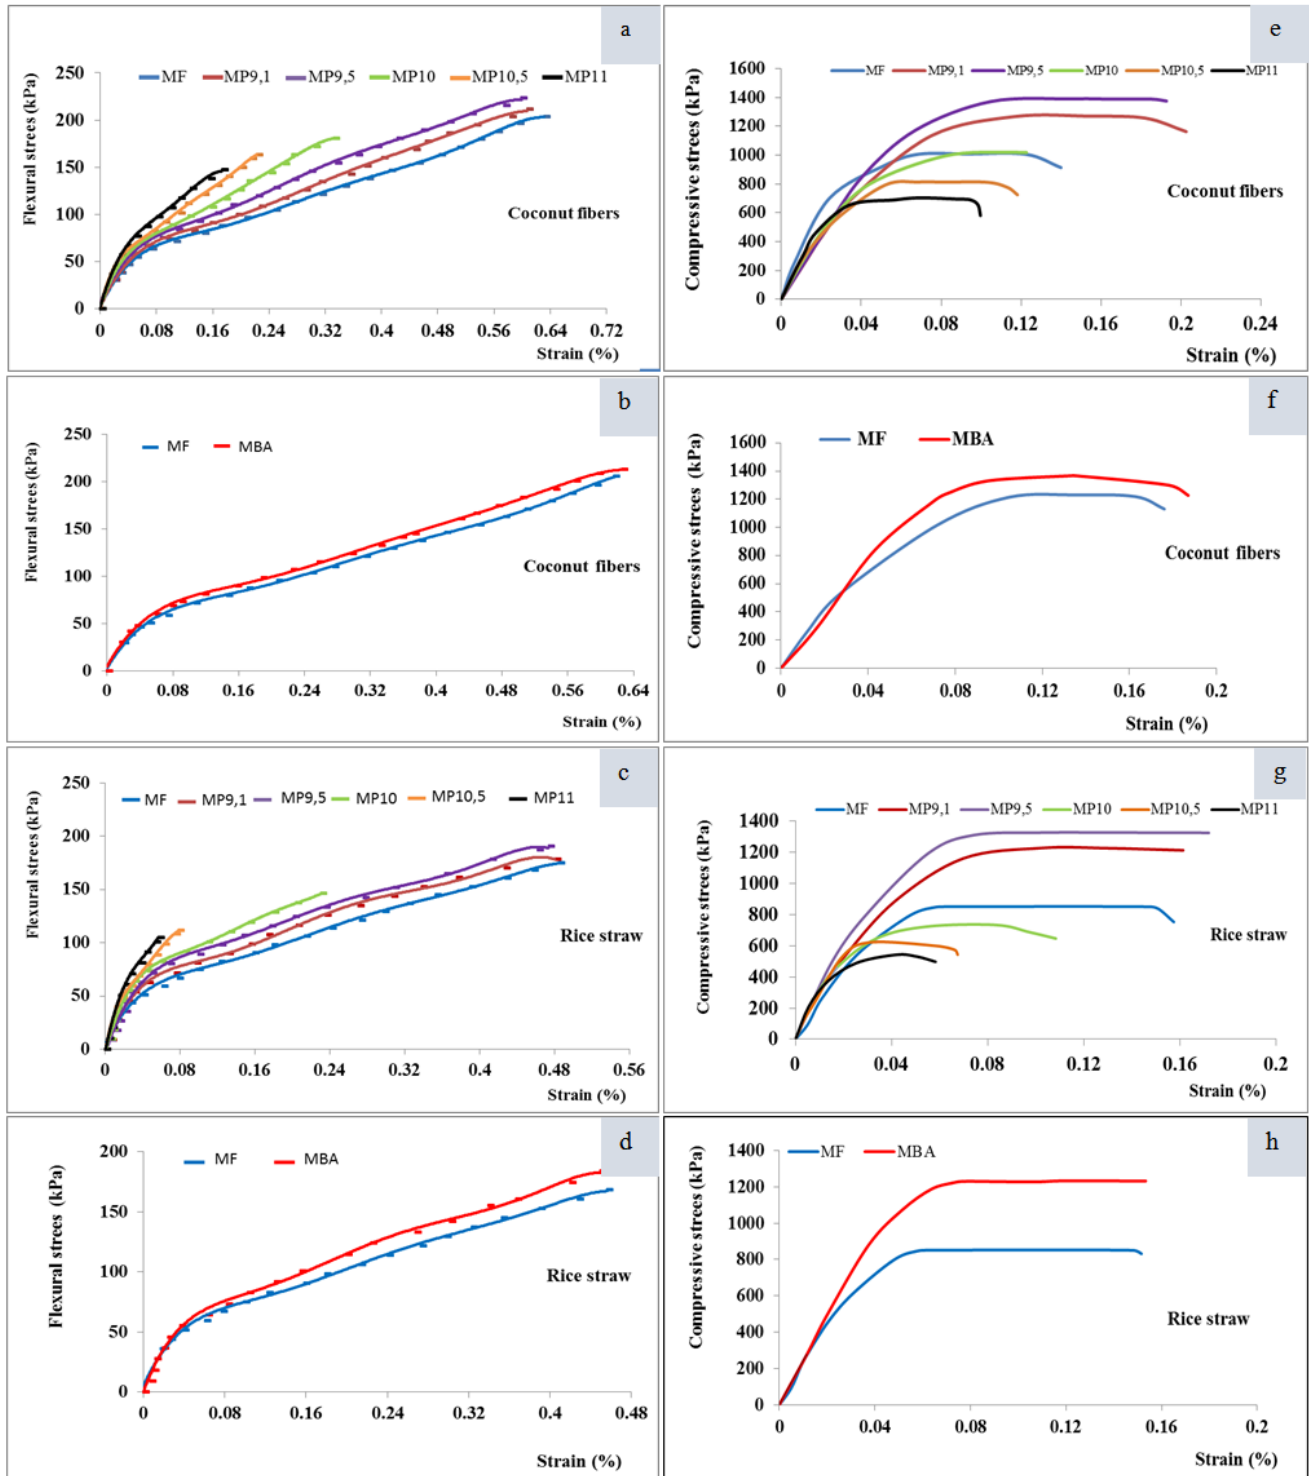 a
MF MP9,1 MP9,5 MP10 MP10,5 MP11
Flexural strees (kPa)
250
200
150
100
50
0
Coconut fibers
0 0.08 0.16 0.24 0.32 0.4 0.48 0.56 0.64 0.72
Strain (%)
e
MF MP9,1 MP9,5 MP10 MP10,5 MP11
Compressive strees (kPa)
1600
1400
1200
1000
800
600
400
200
0
Coconut fibers
0 0.04 0.08 0.12 0.16 0.2 0.24
Strain (%)
b
MF MBA
Flexural strees (kPa)
250
200
150
100
50
0
Coconut fibers
0 0.08 0.16 0.24 0.32 0.4 0.48 0.56 0.64
Strain (%)
f
MF MBA
Compressive strees (kPa)
1600
1400
1200
1000
800
600
400
200
0
Coconut fibers
0 0.04 0.08 0.12 0.16 0.2
Strain (%)
c
MF MP9,1 MP9,5 MP10 MP10,5 MP11
Flexural strees (kPa)
250
200
150
100
50
0
Rice straw
0 0.08 0.16 0.24 0.32 0.4 0.48 0.56
Strain (%)
g
MF MP9,1 MP9,5 MP10 MP10,5 MP11
Compressive strees (kPa)
1400
1200
1000
800
600
400
200
0
Rice straw
0 0.04 0.08 0.12 0.16 0.2
Strain (%)
d
MF MBA
Flexural strees (kPa)
200
150
100
50
0
Rice straw
0 0.08 0.16 0.24 0.32 0.4 0.48
Strain (%)
h
MF MBA
Compressive strees (kPa)
1400
1200
1000
800
600
400
200
0
Rice straw
0 0.04 0.08 0.12 0.16 0.2
Strain (%)